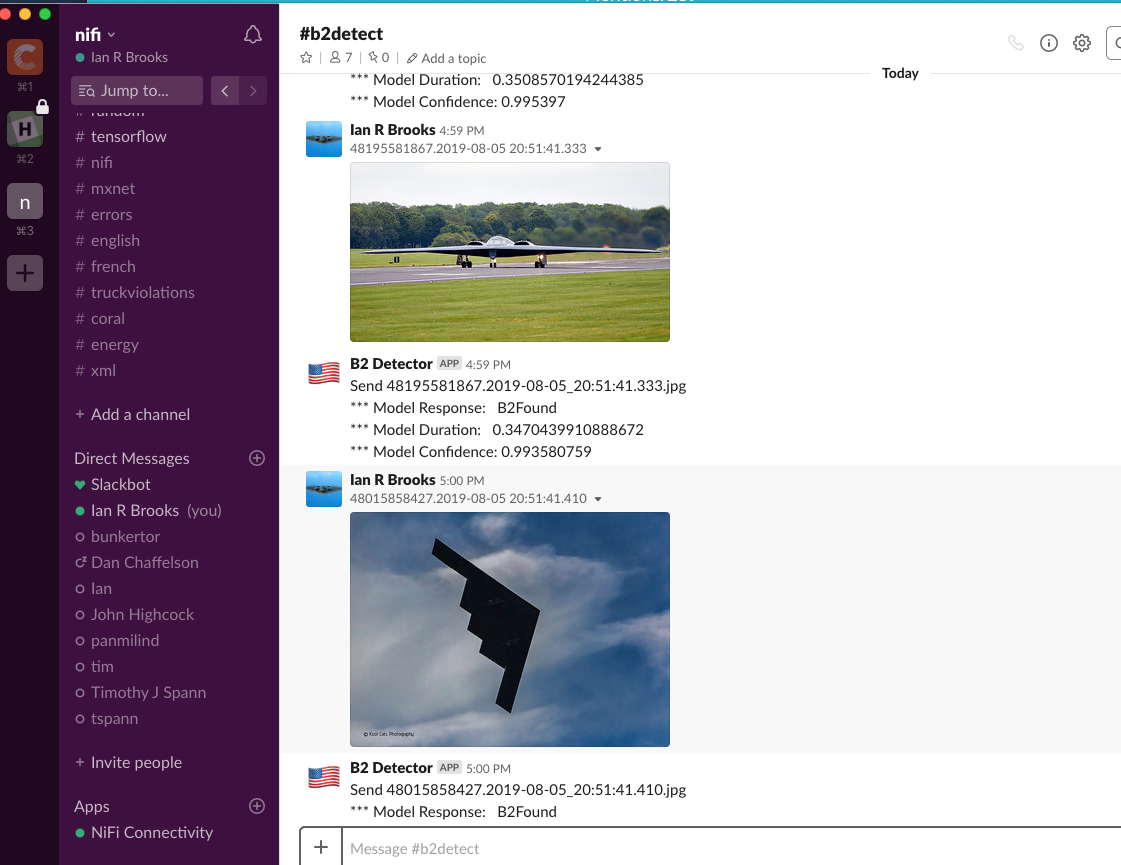 nifi
Ian R Brooks
Jump to...
C
⌘1
H
⌘2
n
⌘3
# random
# tensorflow
# nifi
# mxnet
# errors
# english
# french
# truckviolations
# coral
# energy
# xml
+ Add a channel
Direct Messages
Slackbot
Ian R Brooks (you)
bunkertor
Dan Chaffelson
Ian
John Highcock
panmilind
tim
Timothy J Spann
tspann
+ Invite people
Apps
NiFi Connectivity
#b2detect
7 | 0 | Add a topic
Today
*** Model Duration: 0.3508570194244385
*** Model Confidence: 0.995397
Ian R Brooks 4:59 PM
48195581867.2019-08-05 20:51:41.333
B2 Detector APP 4:59 PM
Send 48195581867.2019-08-05_20:51:41.333.jpg
*** Model Response: B2Found
*** Model Duration: 0.3470439910888672
*** Model Confidence: 0.993580759
Ian R Brooks 5:00 PM
48015858427.2019-08-05 20:51:41.410
© Kool Cats Photography
B2 Detector APP 5:00 PM
Send 48015858427.2019-08-05_20:51:41.410.jpg
*** Model Response: B2Found
Message #b2detect